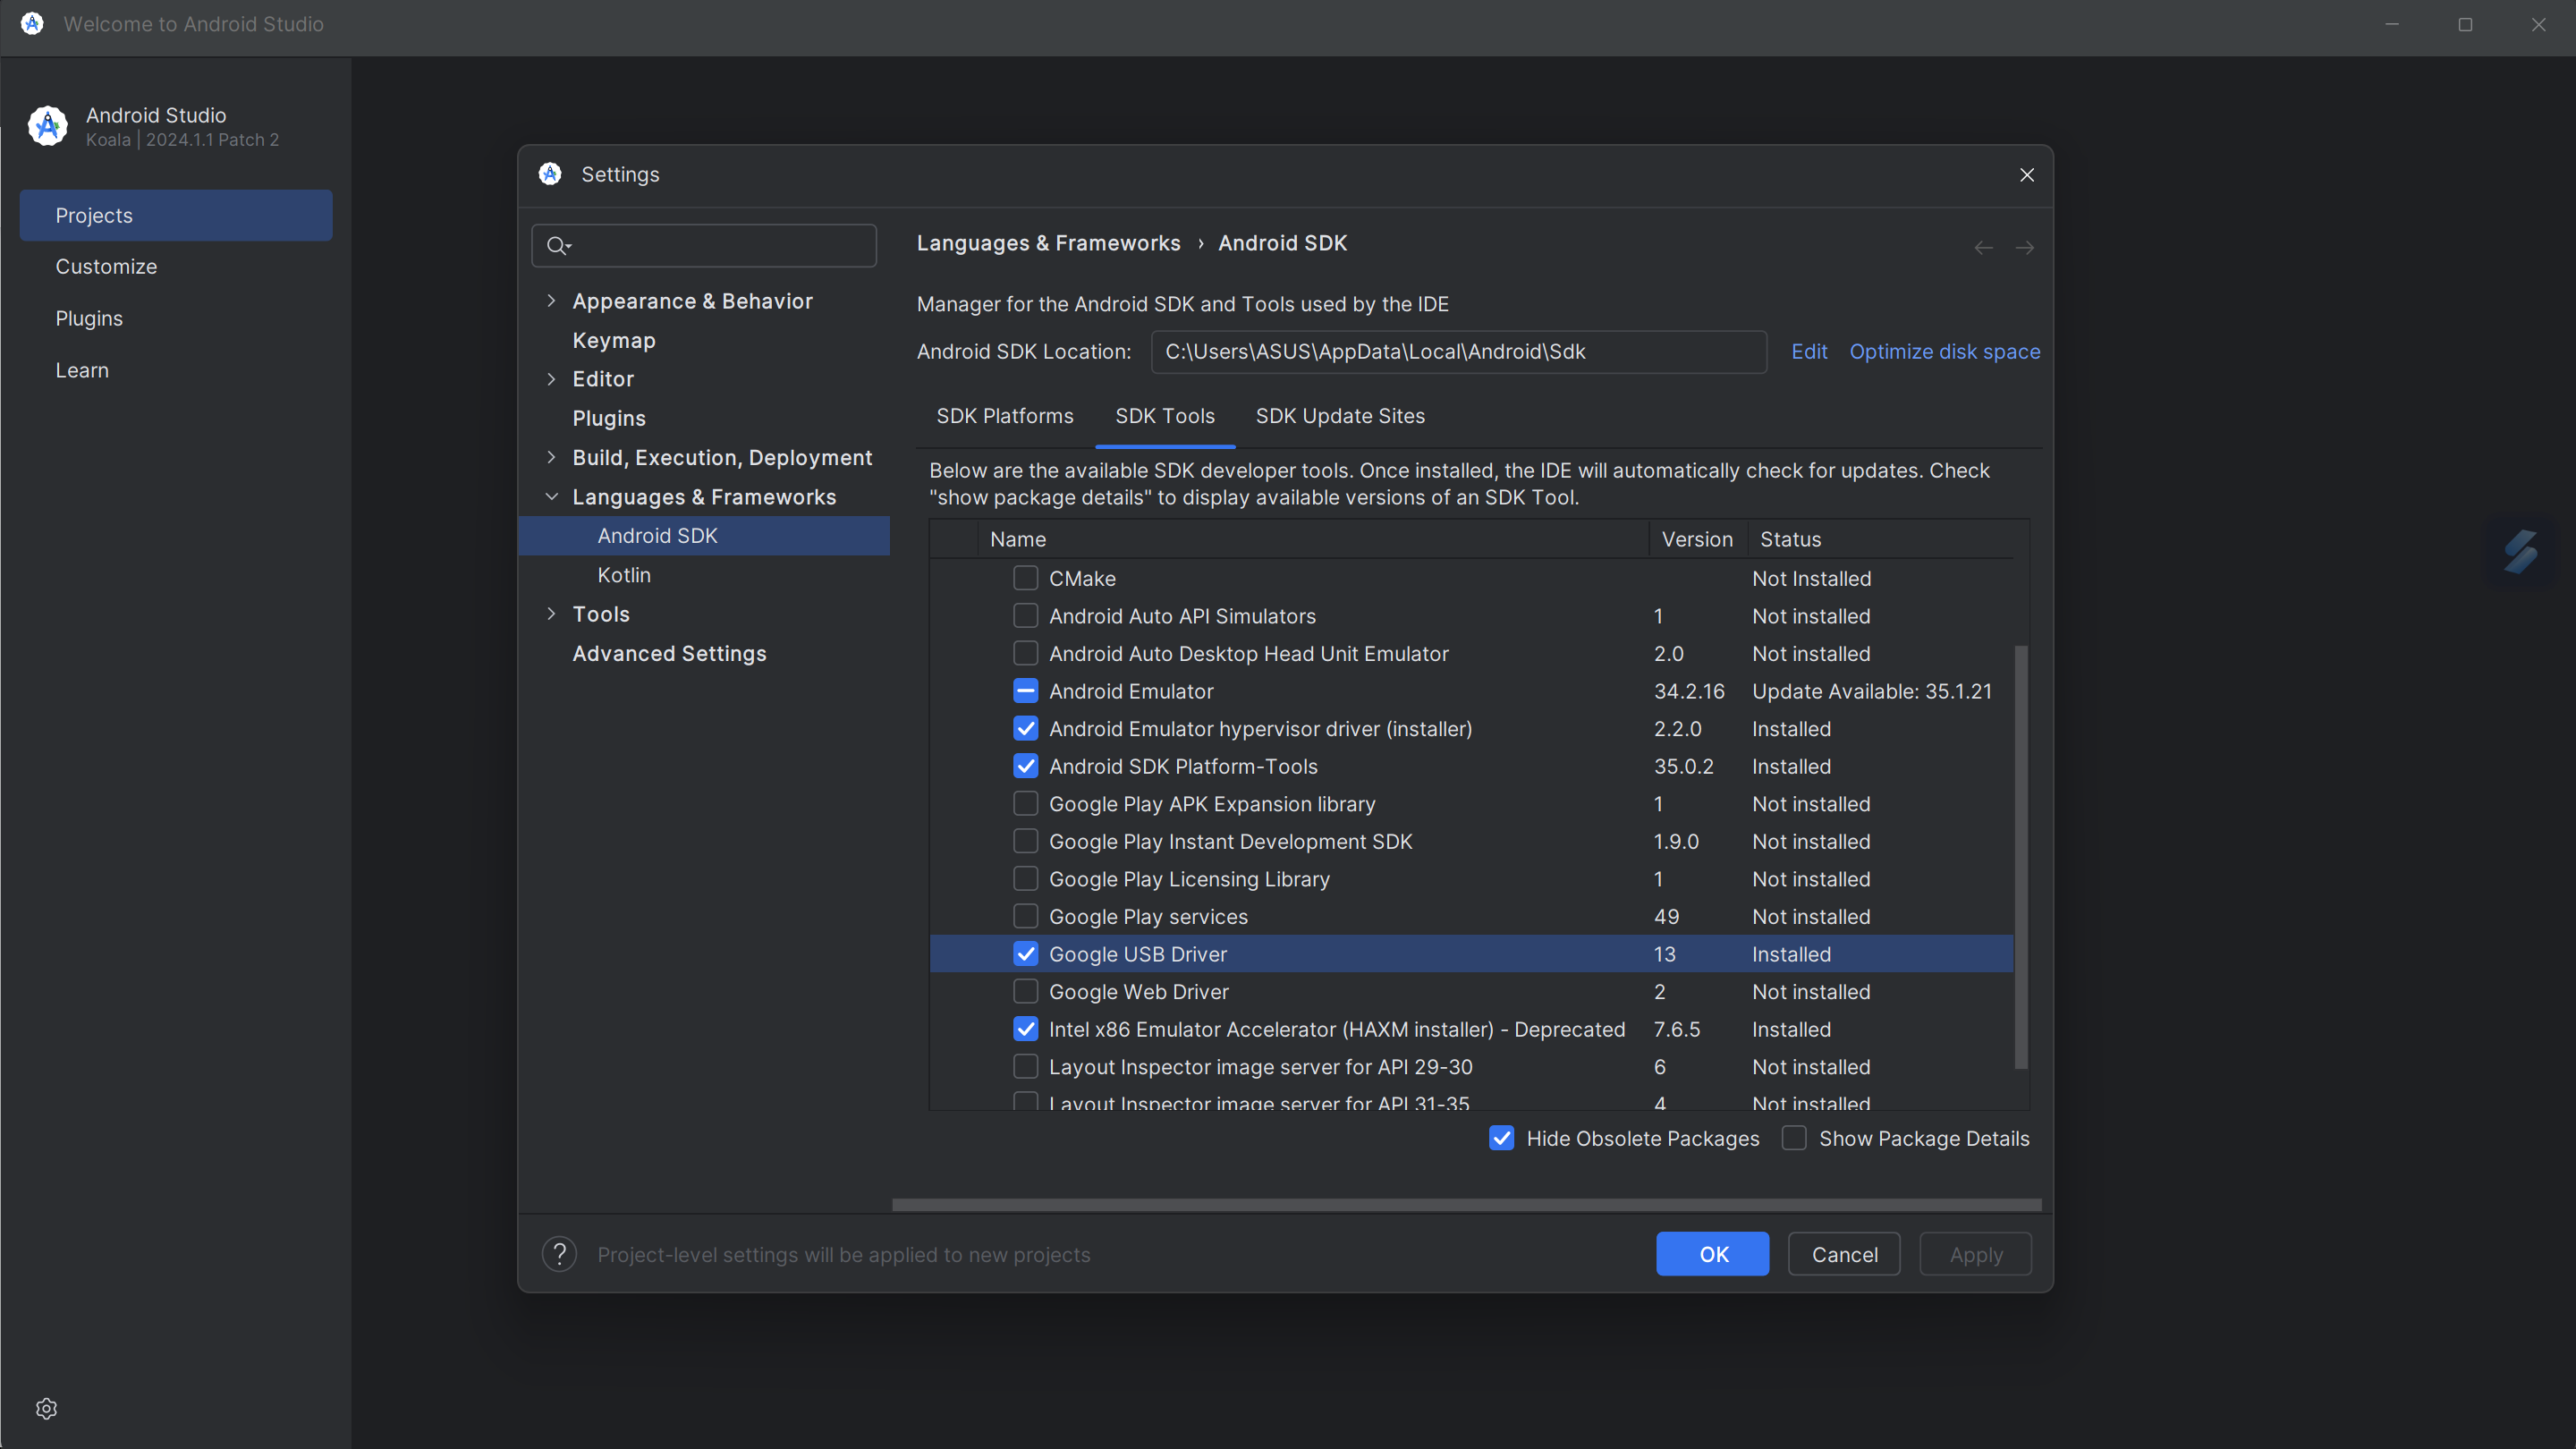 Welcome to Android Studio
Android Studio
Koala | 2024.1.1 Patch 2
Projects
Customize
Plugins
Learn
Settings
Appearance & Behavior
Keymap
Editor
Plugins
Build, Execution, Deployment
Languages & Frameworks
Android SDK
Kotlin
Tools
Advanced Settings
Languages & Frameworks › Android SDK
Manager for the Android SDK and Tools used by the IDE
Android SDK Location: C:\Users\ASUS\AppData\Local\Android\Sdk Edit Optimize disk space
SDK Platforms SDK Tools SDK Update Sites
Below are the available SDK developer tools. Once installed, the IDE will automatically check for updates. Check
"show package details" to display available versions of an SDK Tool.
Name Version Status
CMake Not Installed
Android Auto API Simulators 1 Not installed
Android Auto Desktop Head Unit Emulator 2.0 Not installed
Android Emulator 34.2.16 Update Available: 35.1.21
Android Emulator hypervisor driver (installer) 2.2.0 Installed
Android SDK Platform-Tools 35.0.2 Installed
Google Play APK Expansion library 1 Not installed
Google Play Instant Development SDK 1.9.0 Not installed
Google Play Licensing Library 1 Not installed
Google Play services 49 Not installed
Google USB Driver 13 Installed
Google Web Driver 2 Not installed
Intel x86 Emulator Accelerator (HAXM installer) - Deprecated 7.6.5 Installed
Layout Inspector image server for API 29-30 6 Not installed
Layout Inspector image server for API 31-35 4 Not installed
Hide Obsolete Packages Show Package Details
? Project-level settings will be applied to new projects
OK Cancel Apply